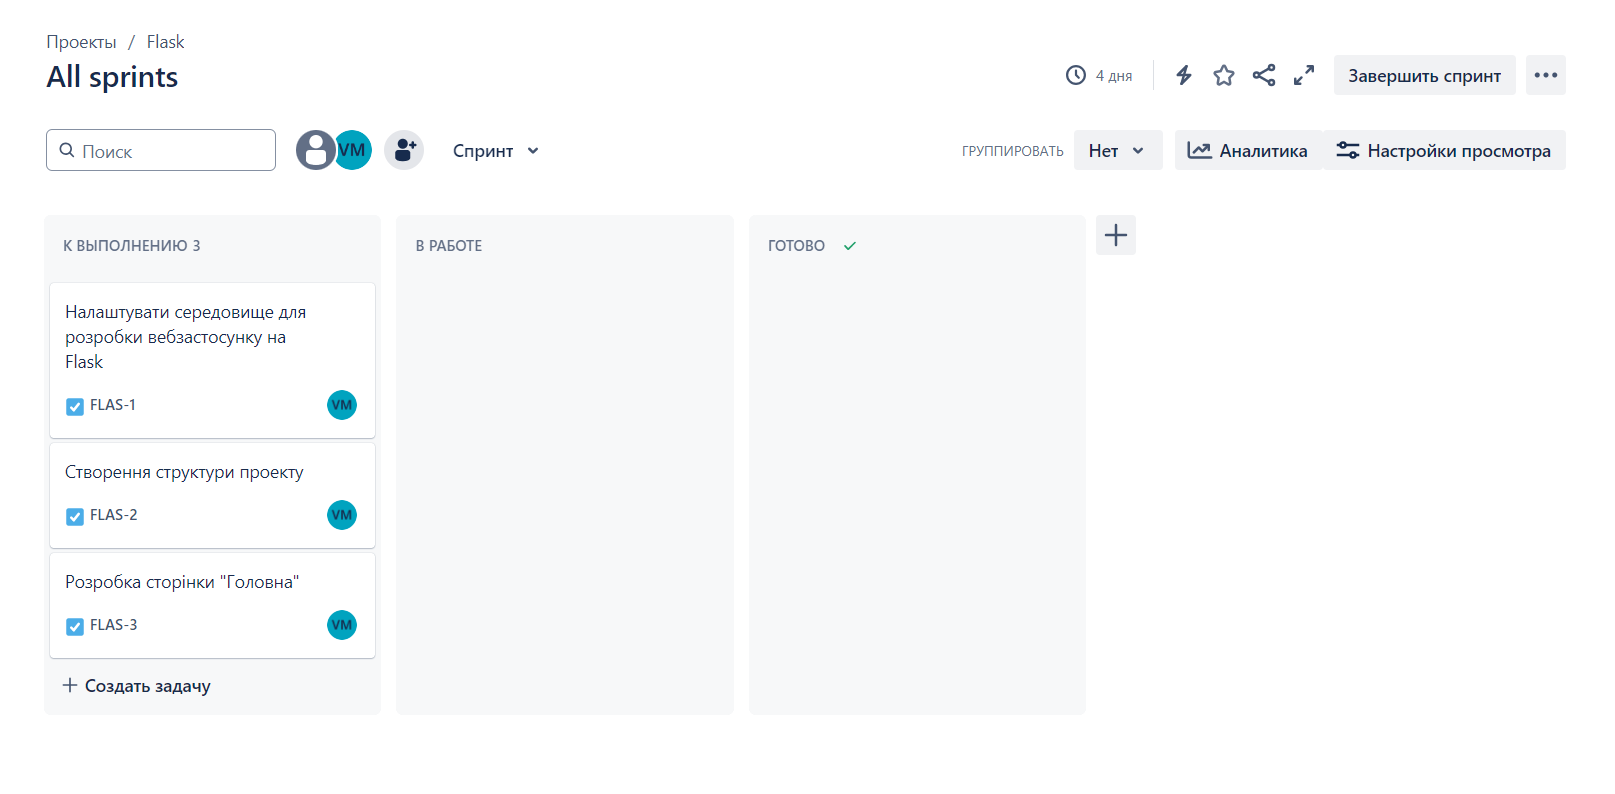 Проекты / Flask
All sprints
4 дня
Завершить спринт
Поиск
VM
Спринт
ГРУППИРОВАТЬ
Нет
Аналитика
Настройки просмотра
К ВЫПОЛНЕНИЮ 3
Налаштувати середовище для
розробки вебзастосунку на
Flask
FLAS-1
VM
Створення структури проекту
FLAS-2
VM
Розробка сторінки "Головна"
FLAS-3
VM
Создать задачу
В РАБОТЕ
ГОТОВО